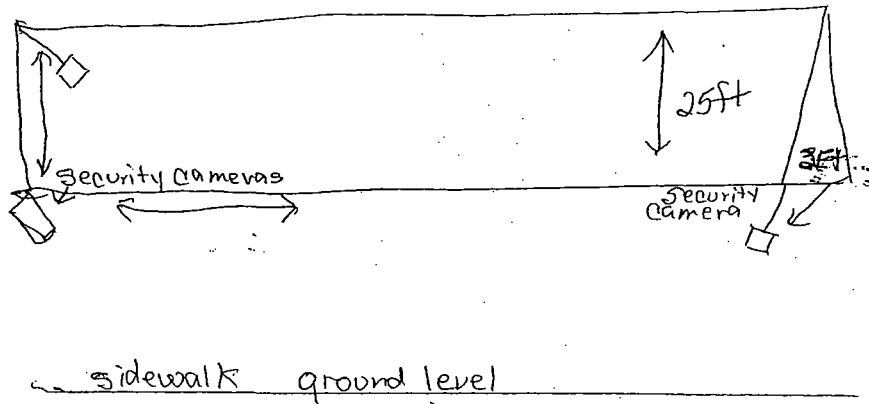 25ft
security cameras
3Ft
security
camera
sidewalk ground level